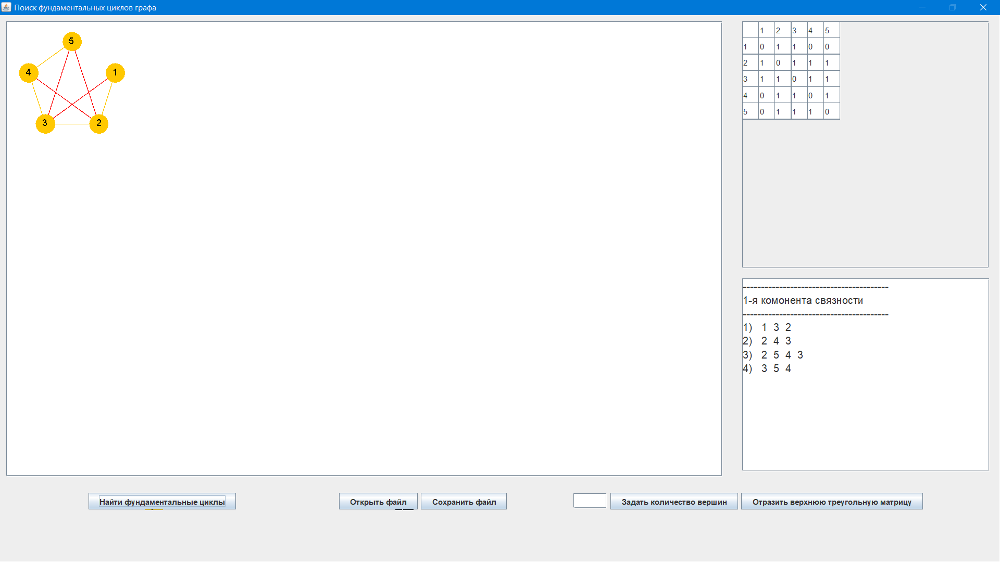 Поиск фундаментальных циклов графа
5
4
1
3
2
1 2 3 4 5
1 0 1 1 0 0
2 1 0 1 1 1
3 1 1 0 1 1
4 0 1 1 0 1
5 0 1 1 1 0
----------------------------------------
1-я комонента связности
----------------------------------------
1) 1 3 2
2) 2 4 3
3) 2 5 4 3
4) 3 5 4
Найти фундаментальные циклы
Открыть файл
Сохранить файл
Задать количество вершин
Отразить верхнюю треугольную матрицу